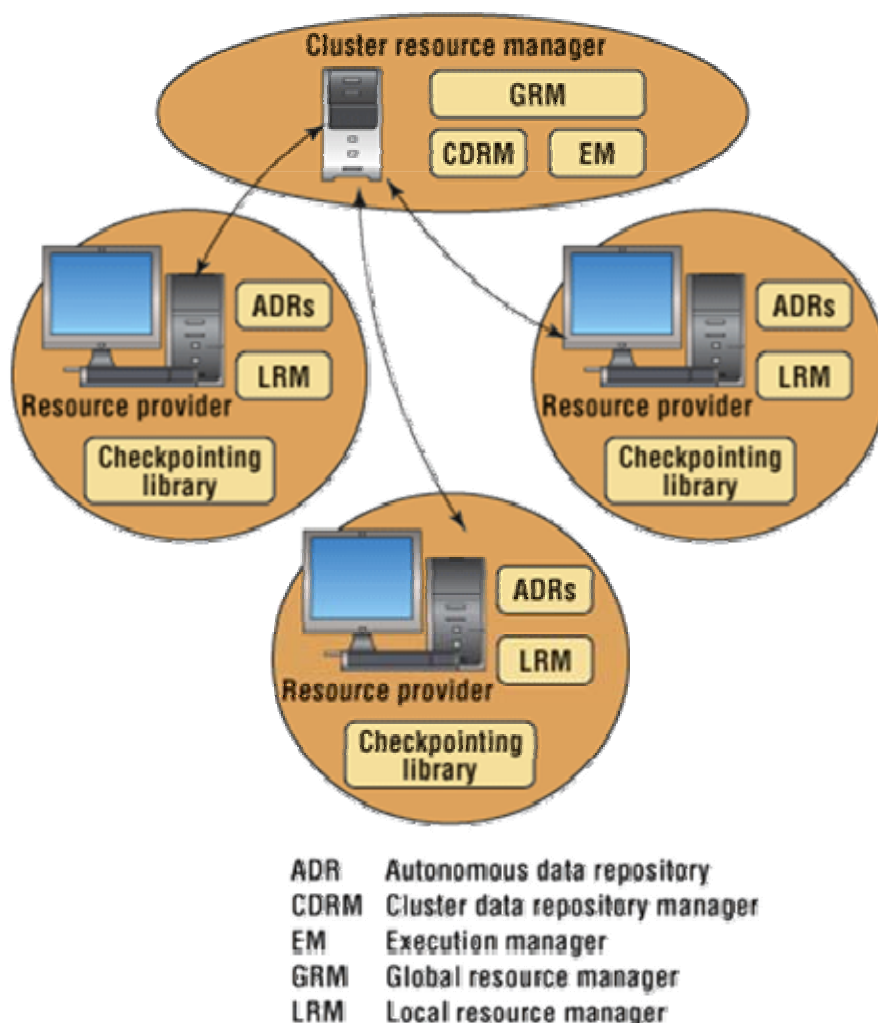 Cluster resource manager
GRM
CDRM
EM
ADRs
LRM
Resource provider
Checkpointing
library
ADRs
LRM
Resource provider
Checkpointing
library
ADRs
LRM
Resource provider
Checkpointing
library
ADR Autonomous data repository
CDRM Cluster data repository manager
EM Execution manager
GRM Global resource manager
LRM Local resource manager